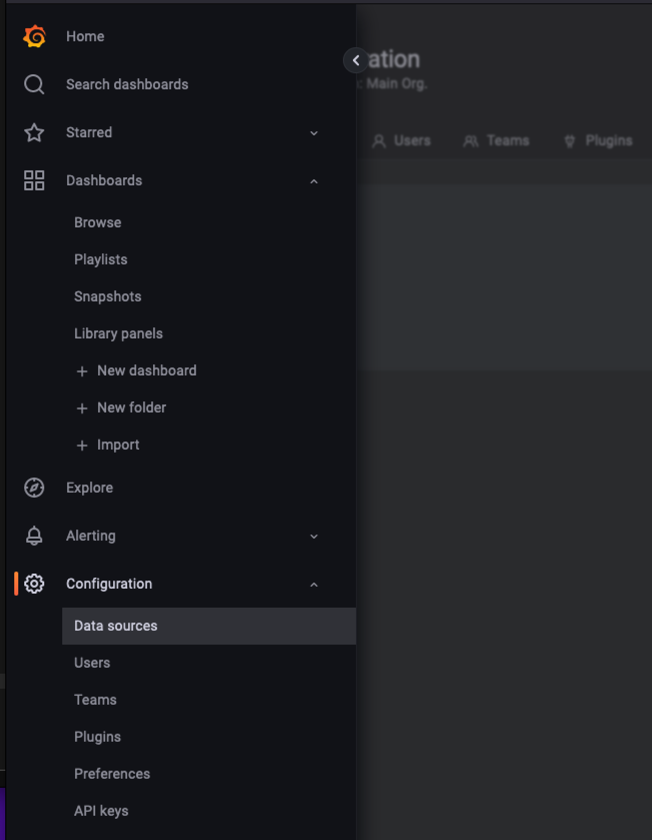 Home
Search dashboards
Starred
Dashboards
Browse
Playlists
Snapshots
Library panels
+ New dashboard
+ New folder
+ Import
Explore
Alerting
Configuration
Data sources
Users
Teams
Plugins
Preferences
API keys
ation
: Main Org.
Users
Teams
Plugins